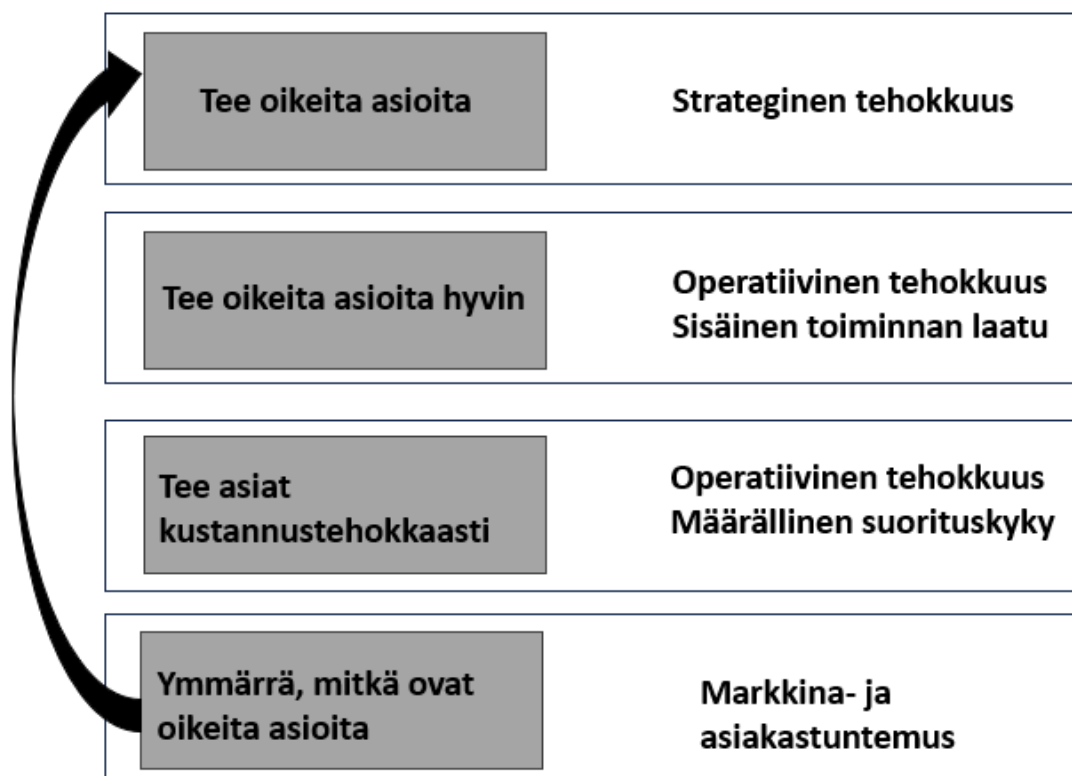 Tee oikeita asioita
Strateginen tehokkuus
Tee oikeita asioita hyvin
Operatiivinen tehokkuus
Sisäinen toiminnan laatu
Tee asiat
kustannustehokkaasti
Operatiivinen tehokkuus
Määrällinen suorituskyky
Ymmärrä, mitkä ovat
oikeita asioita
Markkina- ja
asiakastuntemus